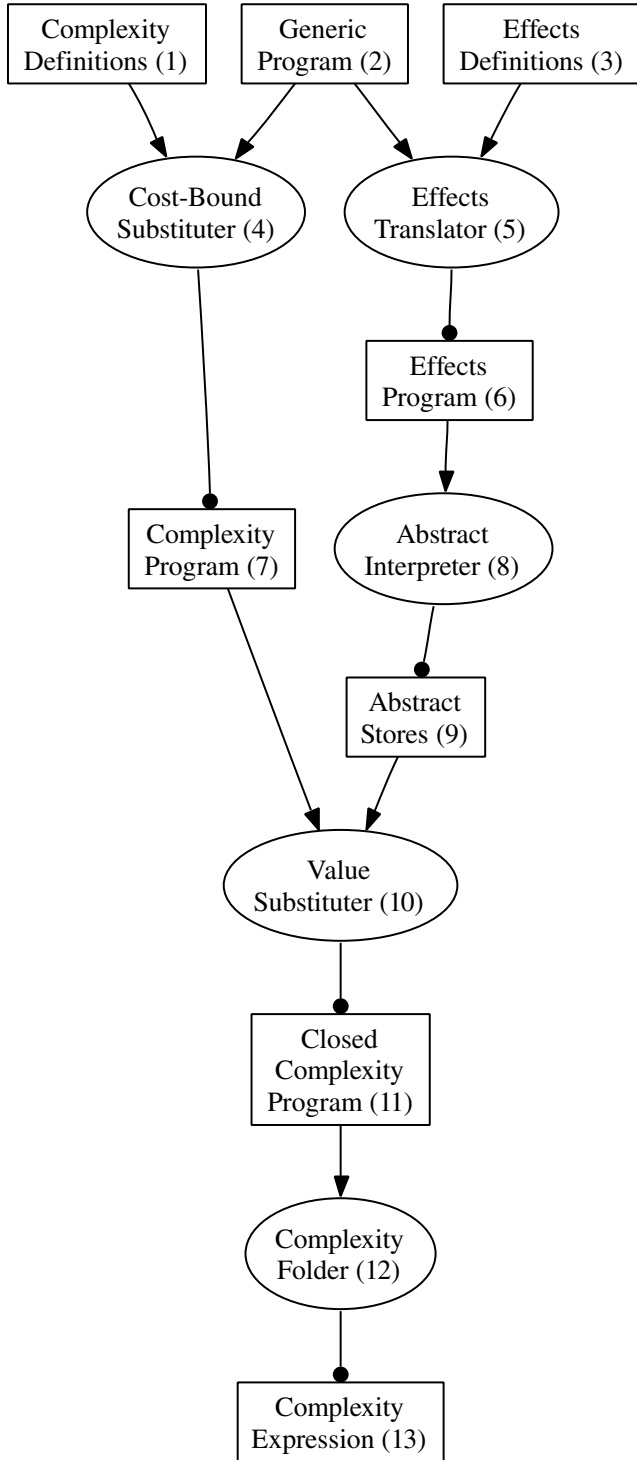 Complexity
Definitions (1)
Generic
Program (2)
Effects
Definitions (3)
Cost-Bound
Substituter (4)
Effects
Translator (5)
Effects
Program (6)
Complexity
Program (7)
Abstract
Interpreter (8)
Abstract
Stores (9)
Value
Substituter (10)
Closed
Complexity
Program (11)
Complexity
Folder (12)
Complexity
Expression (13)